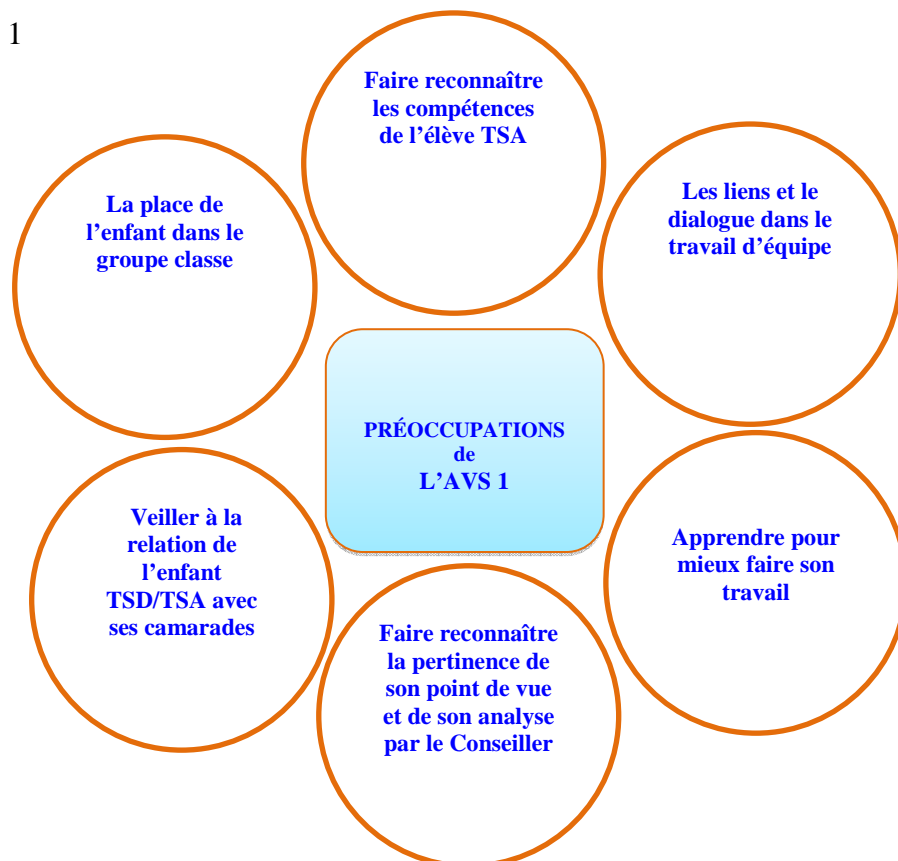 1
Faire reconnaître
les compétences
de l’élève TSA
La place de
l’enfant dans le
groupe classe
Les liens et le
dialogue dans le
travail d’équipe
PRÉOCCUPATIONS
de
L’AVS 1
Veiller à la
relation de
l’enfant
TSD/TSA avec
ses camarades
Apprendre pour
mieux faire son
travail
Faire reconnaître
la pertinence de
son point de vue
et de son analyse
par le Conseiller